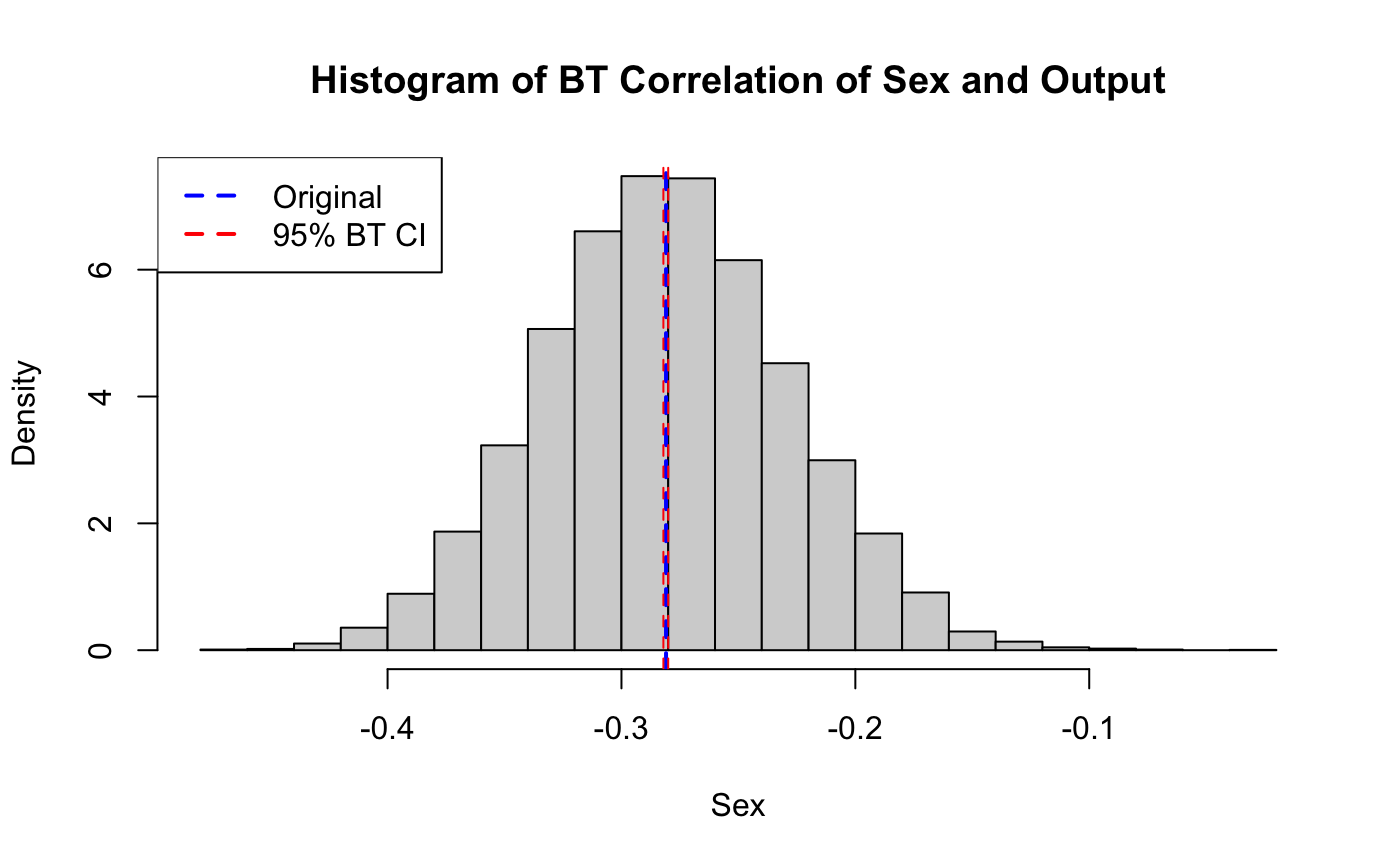 Histogram of BT Correlation of Sex and Output
Original
95% BT CI
Density
0
2
4
6
-0.4
-0.3
-0.2
-0.1
Sex